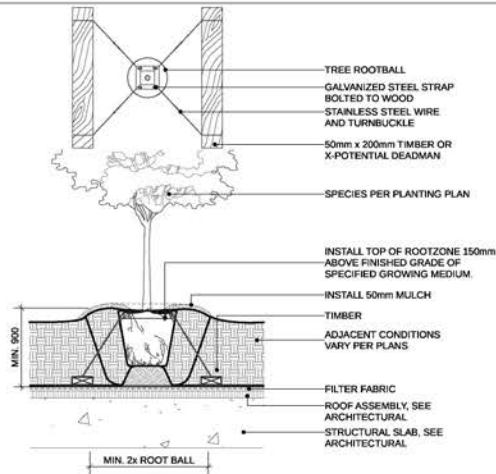 TREE ROOTBALL
GALVANIZED STEEL STRAP
BOLTED TO WOOD
STAINLESS STEEL WIRE
AND TURNBUCKLE
50mm x 200mm TIMBER OR
X-POTENTIAL DEADMAN
SPECIES PER PLANTING PLAN
INSTALL TOP OF ROOTZONE 150mm
ABOVE FINISHED GRADE OF
SPECIFIED GROWING MEDIUM.
INSTALL 50mm MULCH
TIMBER
ADJACENT CONDITIONS
VARY PER PLANS
MIN. 900
FILTER FABRIC
ROOF ASSEMBLY, SEE
ARCHITECTURAL
STRUCTURAL SLAB, SEE
ARCHITECTURAL
MIN. 2x ROOT BALL